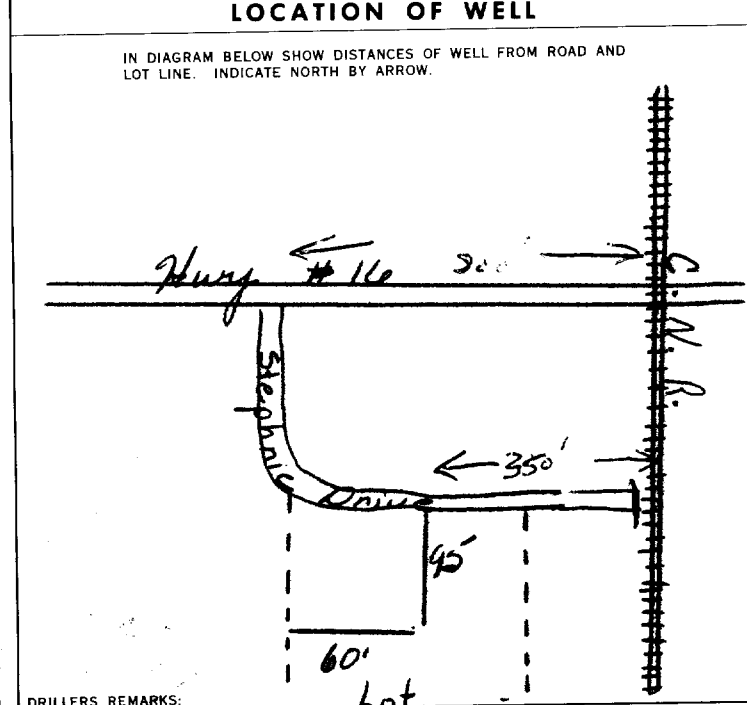 LOCATION OF WELL
IN DIAGRAM BELOW SHOW DISTANCES OF WELL FROM ROAD AND
LOT LINE. INDICATE NORTH BY ARROW.
Hwy # 16
C.N.R.
Stephnie Drive
350'
45'
60'
Lot
DRILLERS REMARKS: